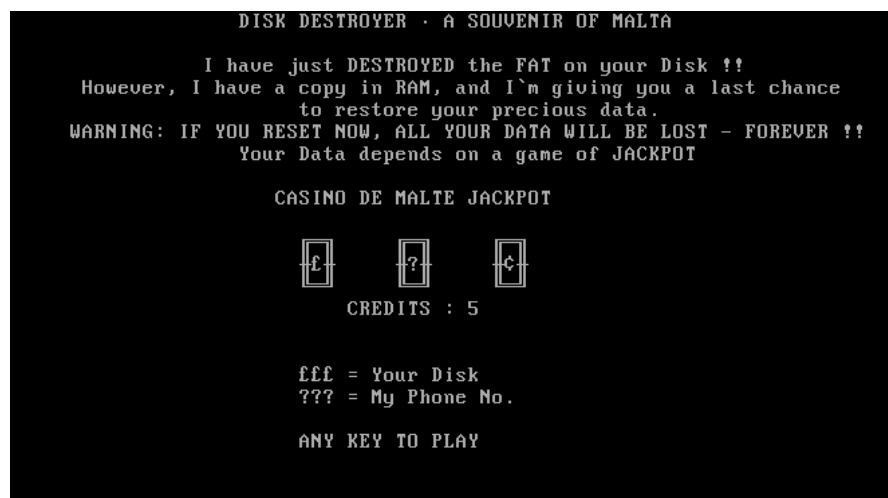 DISK DESTROYER · A SOUVENIR OF MALTA
I have just DESTROYED the FAT on your Disk !!
However, I have a copy in RAM, and I`m giving you a last chance
to restore your precious data.
WARNING: IF YOU RESET NOW, ALL YOUR DATA WILL BE LOST - FOREVER !!
Your Data depends on a game of JACKPOT
CASINO DE MALTE JACKPOT
£ ? ¢
CREDITS : 5
£££ = Your Disk
??? = My Phone No.
ANY KEY TO PLAY